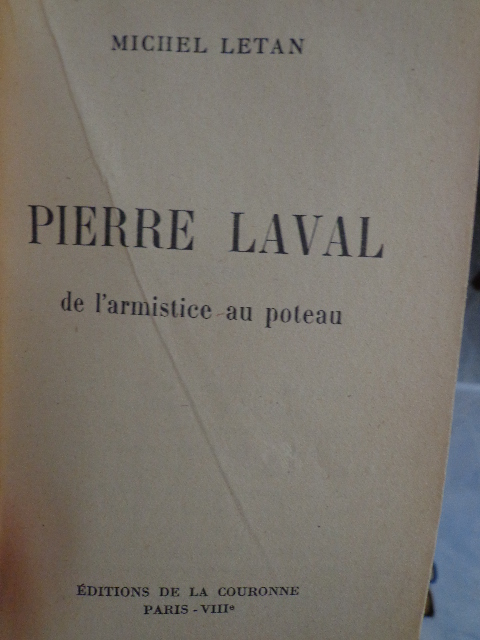 MICHEL LETAN
PIERRE LAVAL
de l'armistice au poteau
ÉDITIONS DE LA COURONNE
PARIS - VIIIe